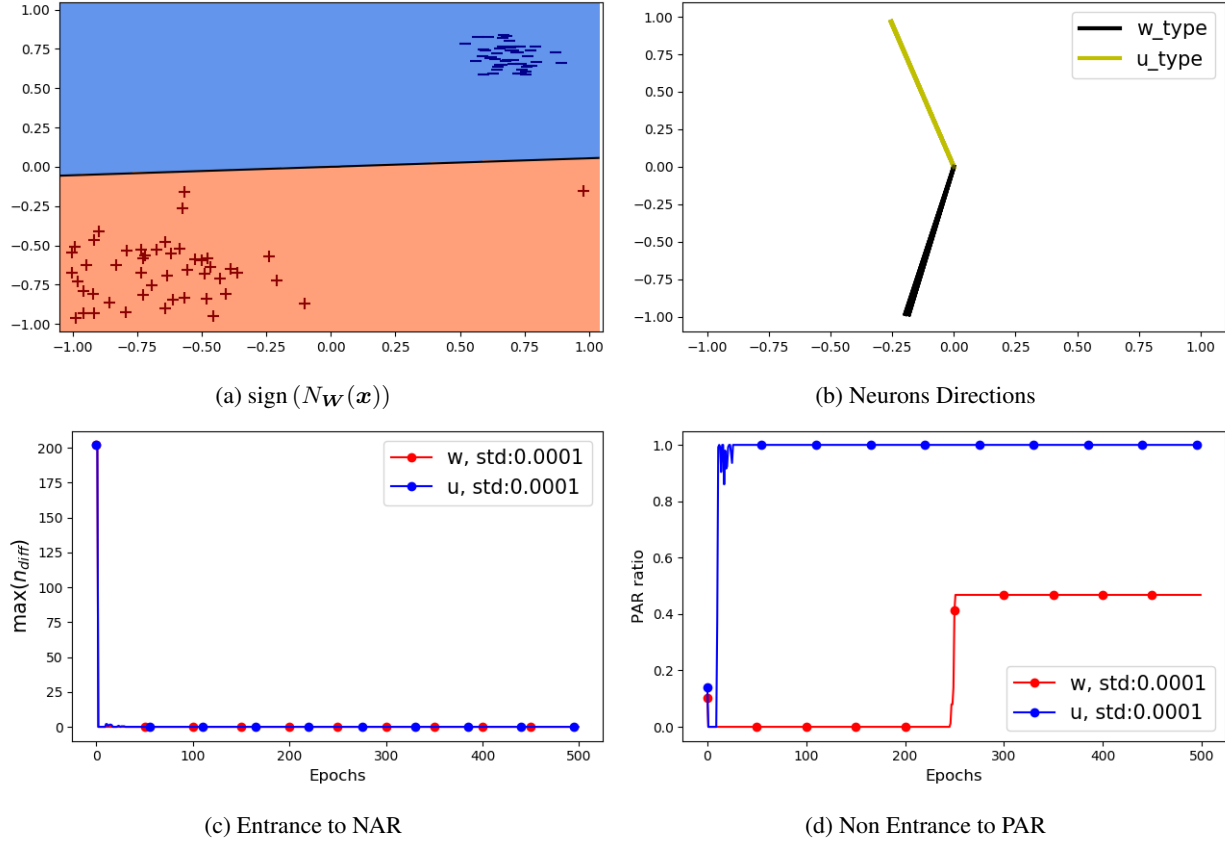 1.00
0.75
0.50
0.25
0.00
−0.25
−0.50
−0.75
−1.00
−1.00 −0.75 −0.50 −0.25 0.00 0.25 0.50 0.75 1.00
(a) sign (N_W(x))
1.00
0.75
0.50
0.25
0.00
−0.25
−0.50
−0.75
−1.00
w_type
u_type
−1.00 −0.75 −0.50 −0.25 0.00 0.25 0.50 0.75 1.00
(b) Neurons Directions
max(n_diff)
200
175
150
125
100
75
50
25
0
w, std:0.0001
u, std:0.0001
0 100 200 300 400 500
Epochs
(c) Entrance to NAR
PAR ratio
1.0
0.8
0.6
0.4
0.2
0.0
w, std:0.0001
u, std:0.0001
0 100 200 300 400 500
Epochs
(d) Non Entrance to PAR